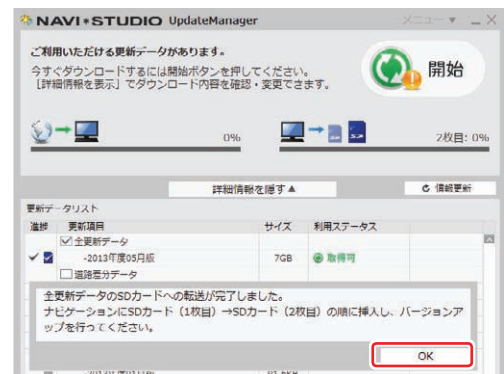 NAVI*STUDIO UpdateManager
メニュー ▼ _ X
ご利用いただける更新データがあります。
今すぐダウンロードするには開始ボタンを押してください。
［詳細情報を表示］でダウンロード内容を確認・変更できます。
開始
0%
2枚目: 0%
詳細情報を隠す▲
情報更新
更新データリスト
進捗 更新項目 サイズ 利用ステータス
全更新データ
-2013年度05月版 7GB 取得可
道路差分データ
全更新データのSDカードへの転送が完了しました。
ナビゲーションにSDカード（1枚目）→SDカード（2枚目）の順に挿入し、バージョンア
ップを行ってください。
OK